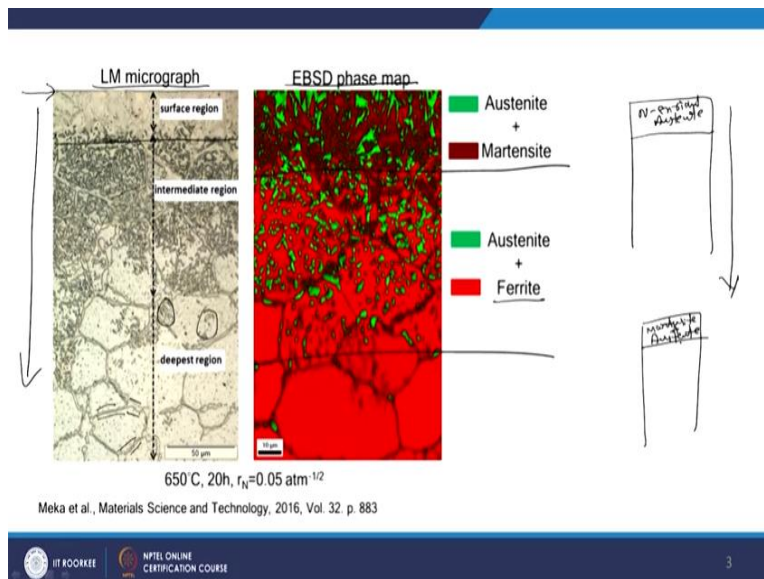 LM micrograph
EBSD phase map
surface region
intermediate region
deepest region
50 µm
10 µm
Austenite
+
Martensite
Austenite
+
Ferrite
N-enriched
Austenite
Martensite
+
Austenite
650°C, 20h, rN=0.05 atm-1/2
Meka et al., Materials Science and Technology, 2016, Vol. 32. p. 883
IIT ROORKEE
NPTEL ONLINE
CERTIFICATION COURSE
3